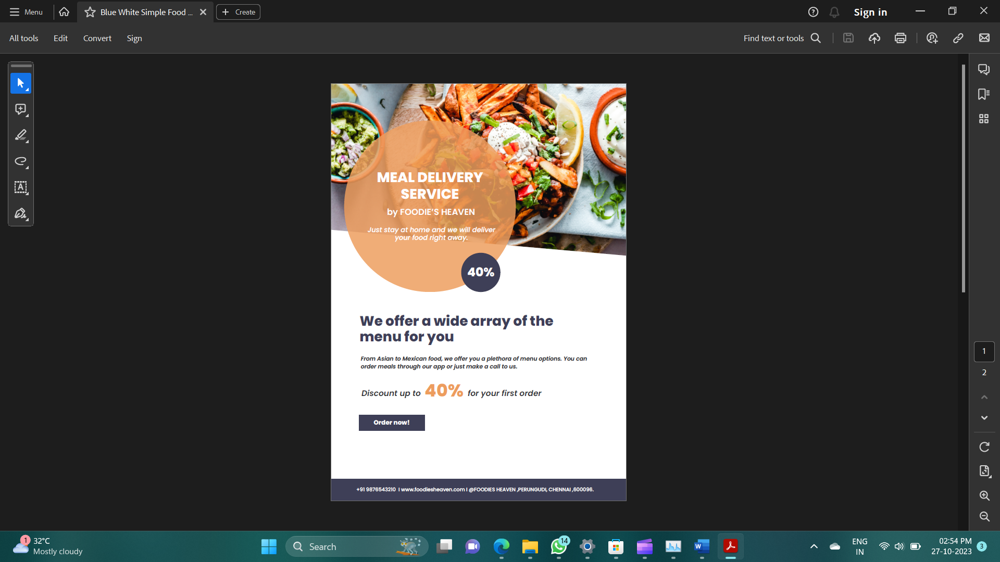 Menu
Blue White Simple Food ...
Create
Sign in
All tools
Edit
Convert
Sign
Find text or tools
MEAL DELIVERY
SERVICE
by FOODIE'S HEAVEN
Just stay at home and we will deliver
your food right away.
40%
We offer a wide array of the
menu for you
From Asian to Mexican food, we offer you a plethora of menu options. You can
order meals through our app or just make a call to us.
Discount up to 40% for your first order
Order now!
+91 9876543210 I www.foodiesheaven.com I @FOODIES HEAVEN ,PERUNGUDI, CHENNAI ,600096.
1
2
1
32°C
Mostly cloudy
Search
14
W
ENG
IN
02:54 PM
27-10-2023
3